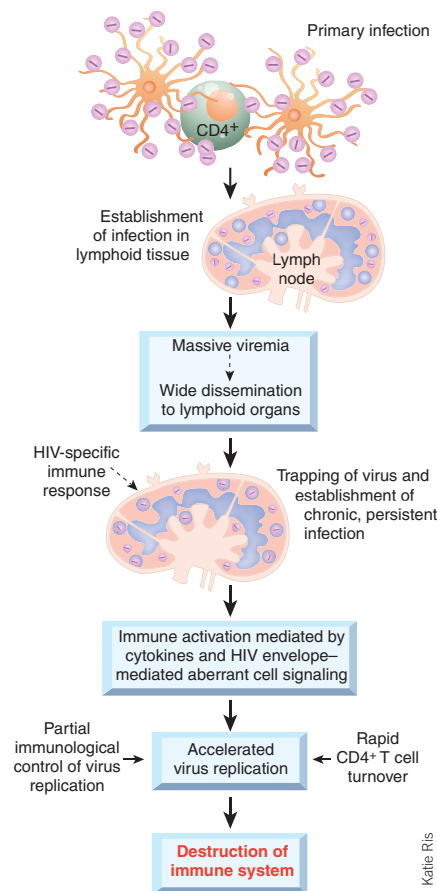 Primary infection
CD4+
Establishment
of infection in
lymphoid tissue
Lymph
node
Massive viremia
Wide dissemination
to lymphoid organs
HIV-specific
immune
response
Trapping of virus and
establishment of
chronic, persistent
infection
Immune activation mediated by
cytokines and HIV envelope–
mediated aberrant cell signaling
Partial
immunological
control of virus
replication
Accelerated
virus replication
Rapid
CD4+ T cell
turnover
Destruction of
immune system
Katie Ris